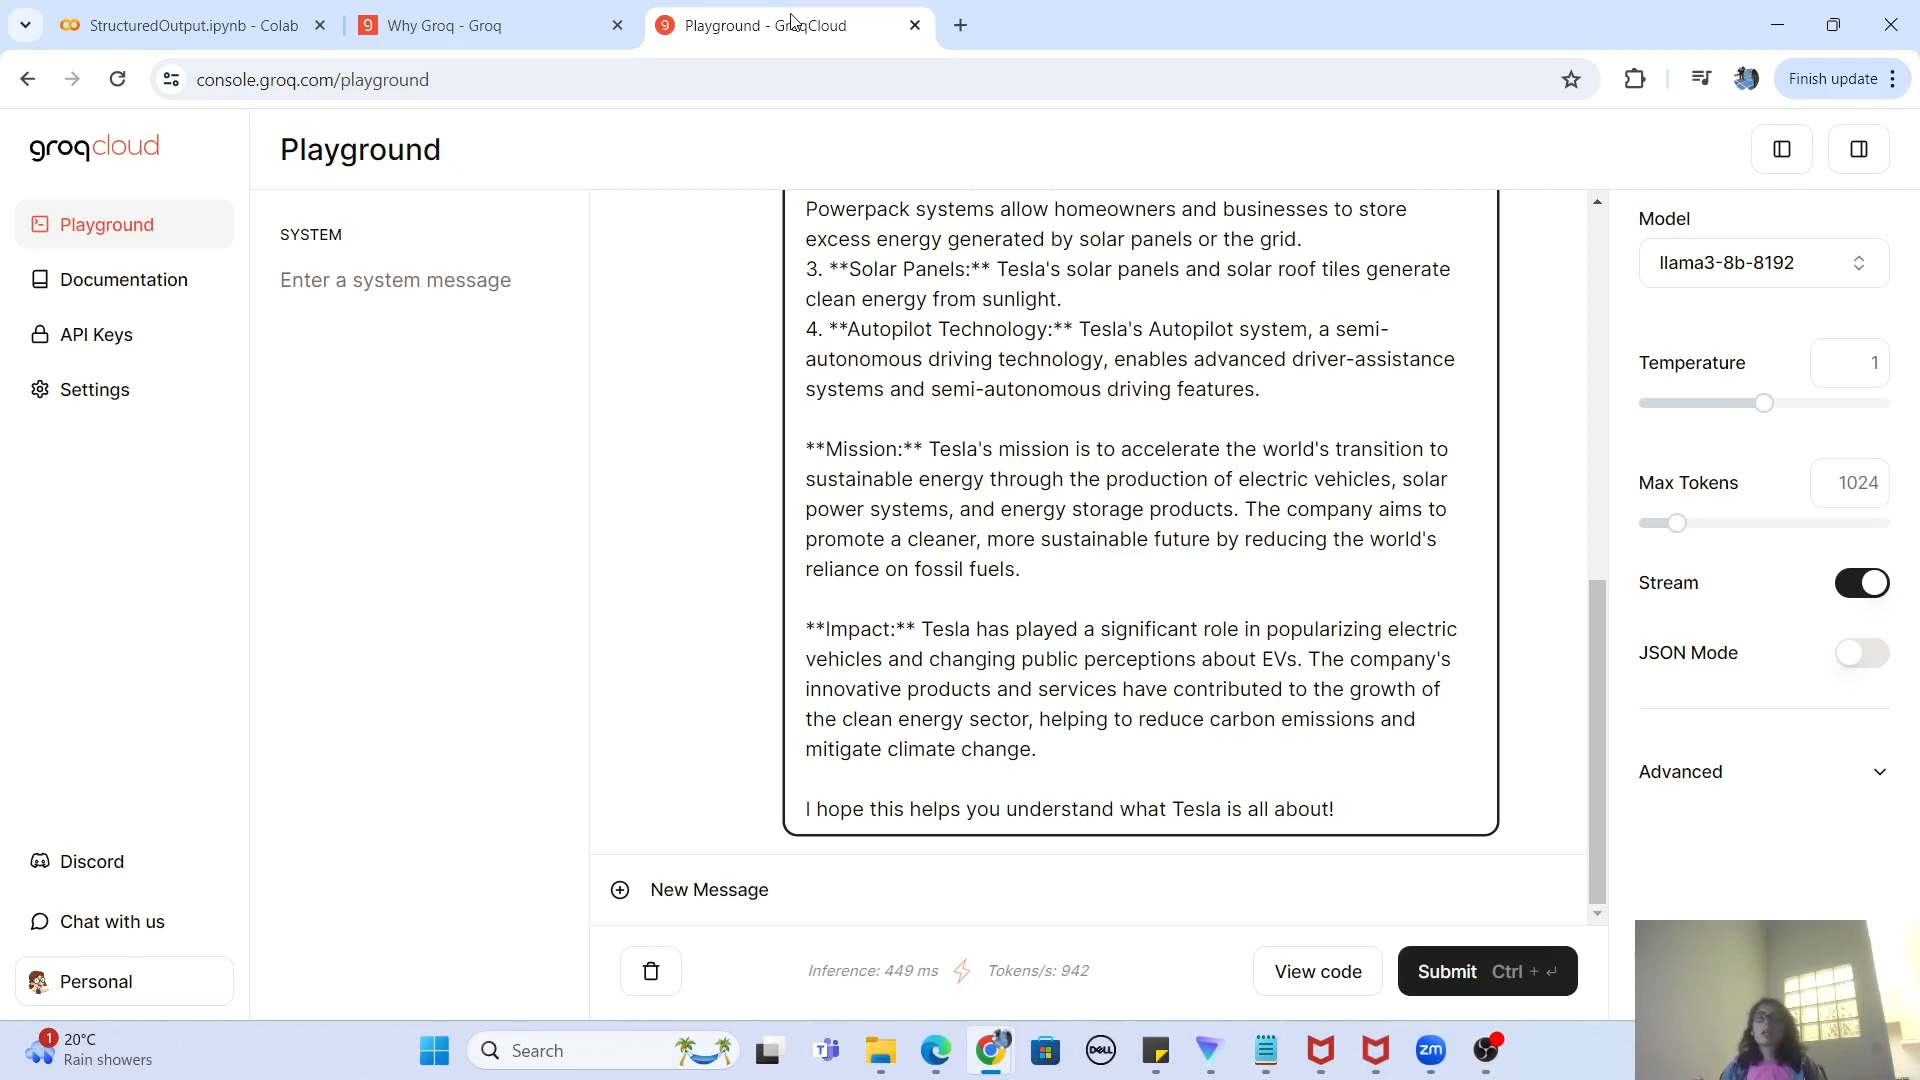 StructuredOutput.ipynb - Colab
Why Groq - Groq
Playground - GroqCloud
console.groq.com/playground
Finish update
groqcloud
Playground
Playground
Documentation
API Keys
Settings
Discord
Chat with us
Personal
SYSTEM
Enter a system message
Powerpack systems allow homeowners and businesses to store
excess energy generated by solar panels or the grid.
3. **Solar Panels:** Tesla's solar panels and solar roof tiles generate
clean energy from sunlight.
4. **Autopilot Technology:** Tesla's Autopilot system, a semi-
autonomous driving technology, enables advanced driver-assistance
systems and semi-autonomous driving features.
**Mission:** Tesla's mission is to accelerate the world's transition to
sustainable energy through the production of electric vehicles, solar
power systems, and energy storage products. The company aims to
promote a cleaner, more sustainable future by reducing the world's
reliance on fossil fuels.
**Impact:** Tesla has played a significant role in popularizing electric
vehicles and changing public perceptions about EVs. The company's
innovative products and services have contributed to the growth of
the clean energy sector, helping to reduce carbon emissions and
mitigate climate change.
I hope this helps you understand what Tesla is all about!
New Message
Inference: 449 ms
Tokens/s: 942
View code
Submit Ctrl + ↵
Model
llama3-8b-8192
Temperature
1
Max Tokens
1024
Stream
JSON Mode
Advanced
1
20°C
Rain showers
Search
DELL
zm